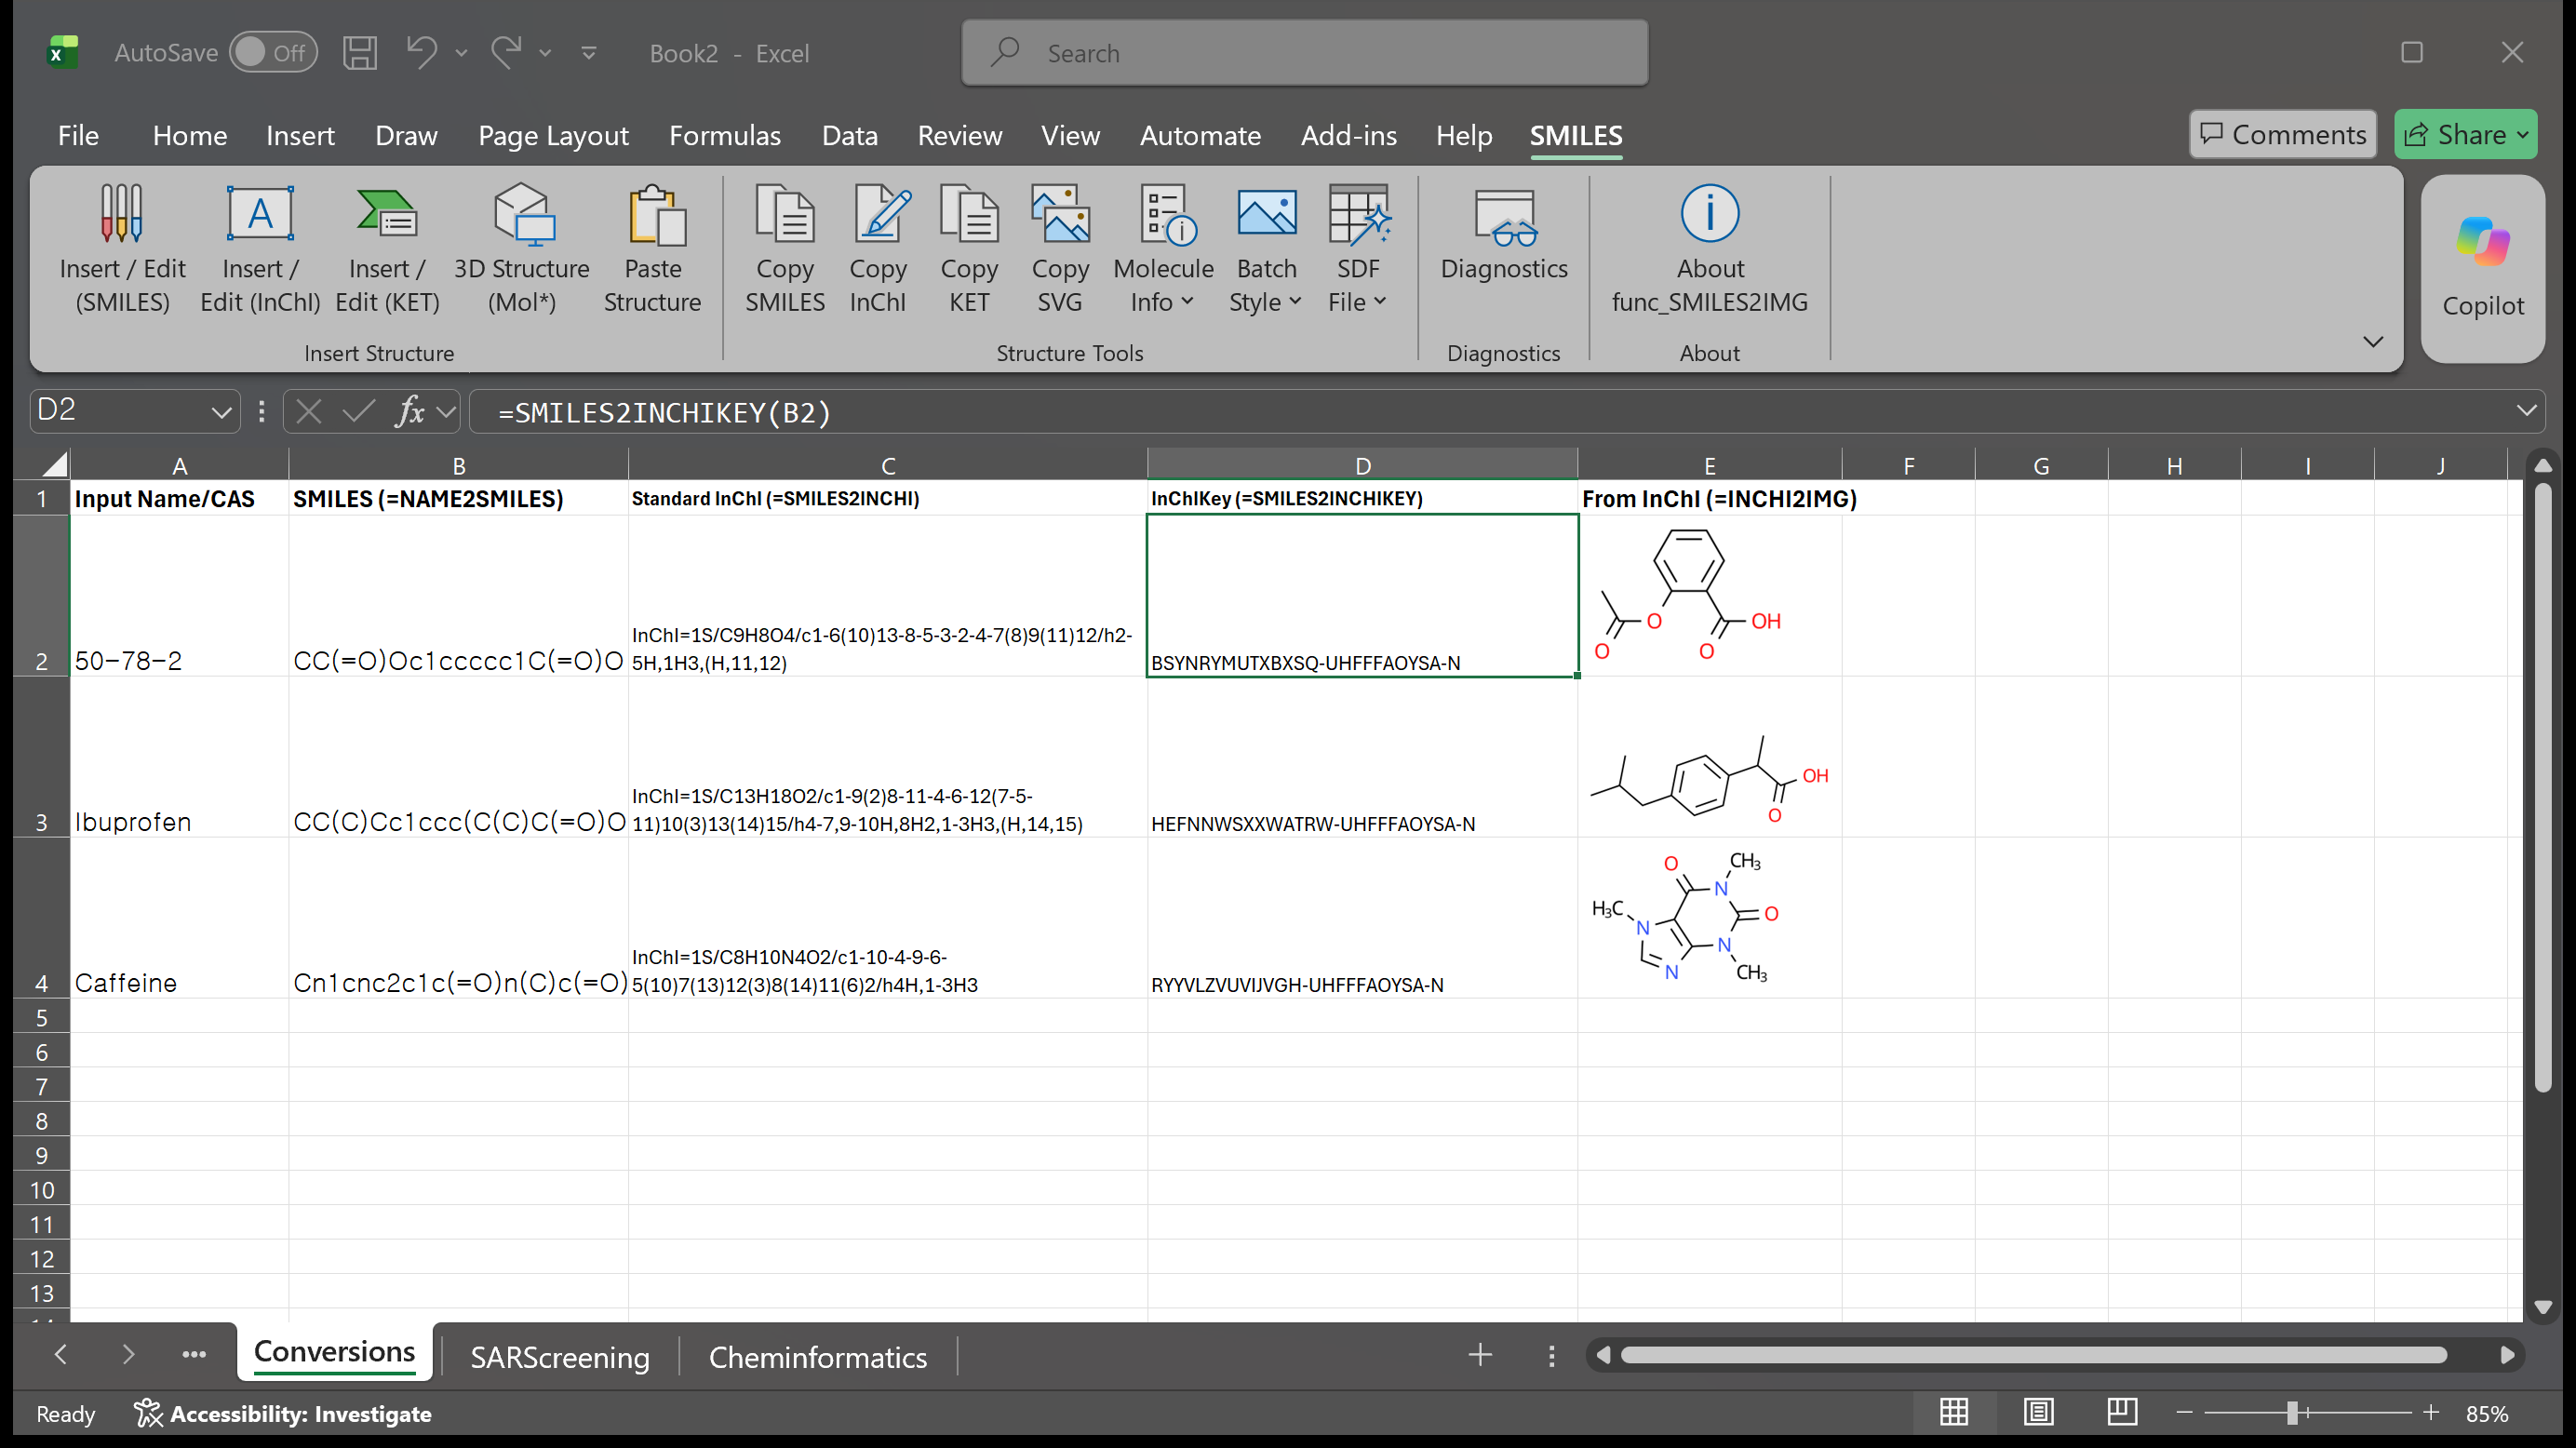 AutoSave Off Book2 - Excel Search
File Home Insert Draw Page Layout Formulas Data Review View Automate Add-ins Help SMILES Comments Share
Insert / Edit (SMILES)
Insert / Edit (InChI)
Insert / Edit (KET)
3D Structure (Mol*)
Paste Structure
Copy SMILES
Copy InChI
Copy KET
Copy SVG
Molecule Info
Batch Style
SDF File
Diagnostics
About func_SMILES2IMG
Copilot
Insert Structure
Structure Tools
Diagnostics
About
D2 fx =SMILES2INCHIKEY(B2)
A B C D E F G H I J
1 Input Name/CAS SMILES (=NAME2SMILES) Standard InChI (=SMILES2INCHI) InChIKey (=SMILES2INCHIKEY) From InChI (=INCHI2IMG)
O OH
O O
InChI=1S/C9H8O4/c1-6(10)13-8-5-3-2-4-7(8)9(11)12/h2-
2 50-78-2 CC(=O)Oc1ccccc1C(=O)O 5H,1H3,(H,11,12) BSYNRYMUTXBXSQ-UHFFFAOYSA-N
OH
O
InChI=1S/C13H18O2/c1-9(2)8-11-4-6-12(7-5-
3 Ibuprofen CC(C)Cc1ccc(C(C)C(=O)O 11)10(3)13(14)15/h4-7,9-10H,8H2,1-3H3,(H,14,15) HEFNNWSXXWATRW-UHFFFAOYSA-N
O CH3
N
H3C O
N N
N CH3
InChI=1S/C8H10N4O2/c1-10-4-9-6-
4 Caffeine Cn1cnc2c1c(=O)n(C)c(=O) 5(10)7(13)12(3)8(14)11(6)2/h4H,1-3H3 RYYVLZVUVIJVGH-UHFFFAOYSA-N
5
6
7
8
9
10
11
12
13
Conversions SARScreening Cheminformatics
Ready Accessibility: Investigate 85%